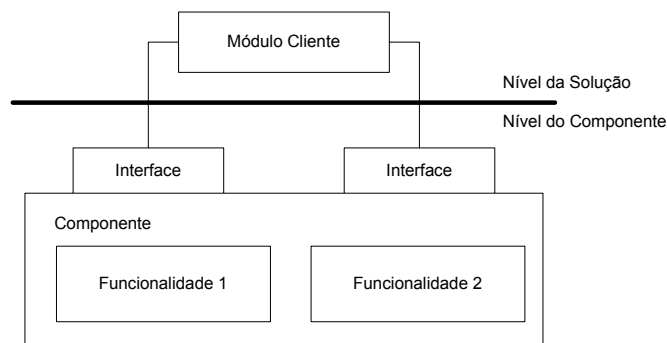 Módulo Cliente
Nível da Solução
Nível do Componente
Interface
Interface
Componente
Funcionalidade 1
Funcionalidade 2